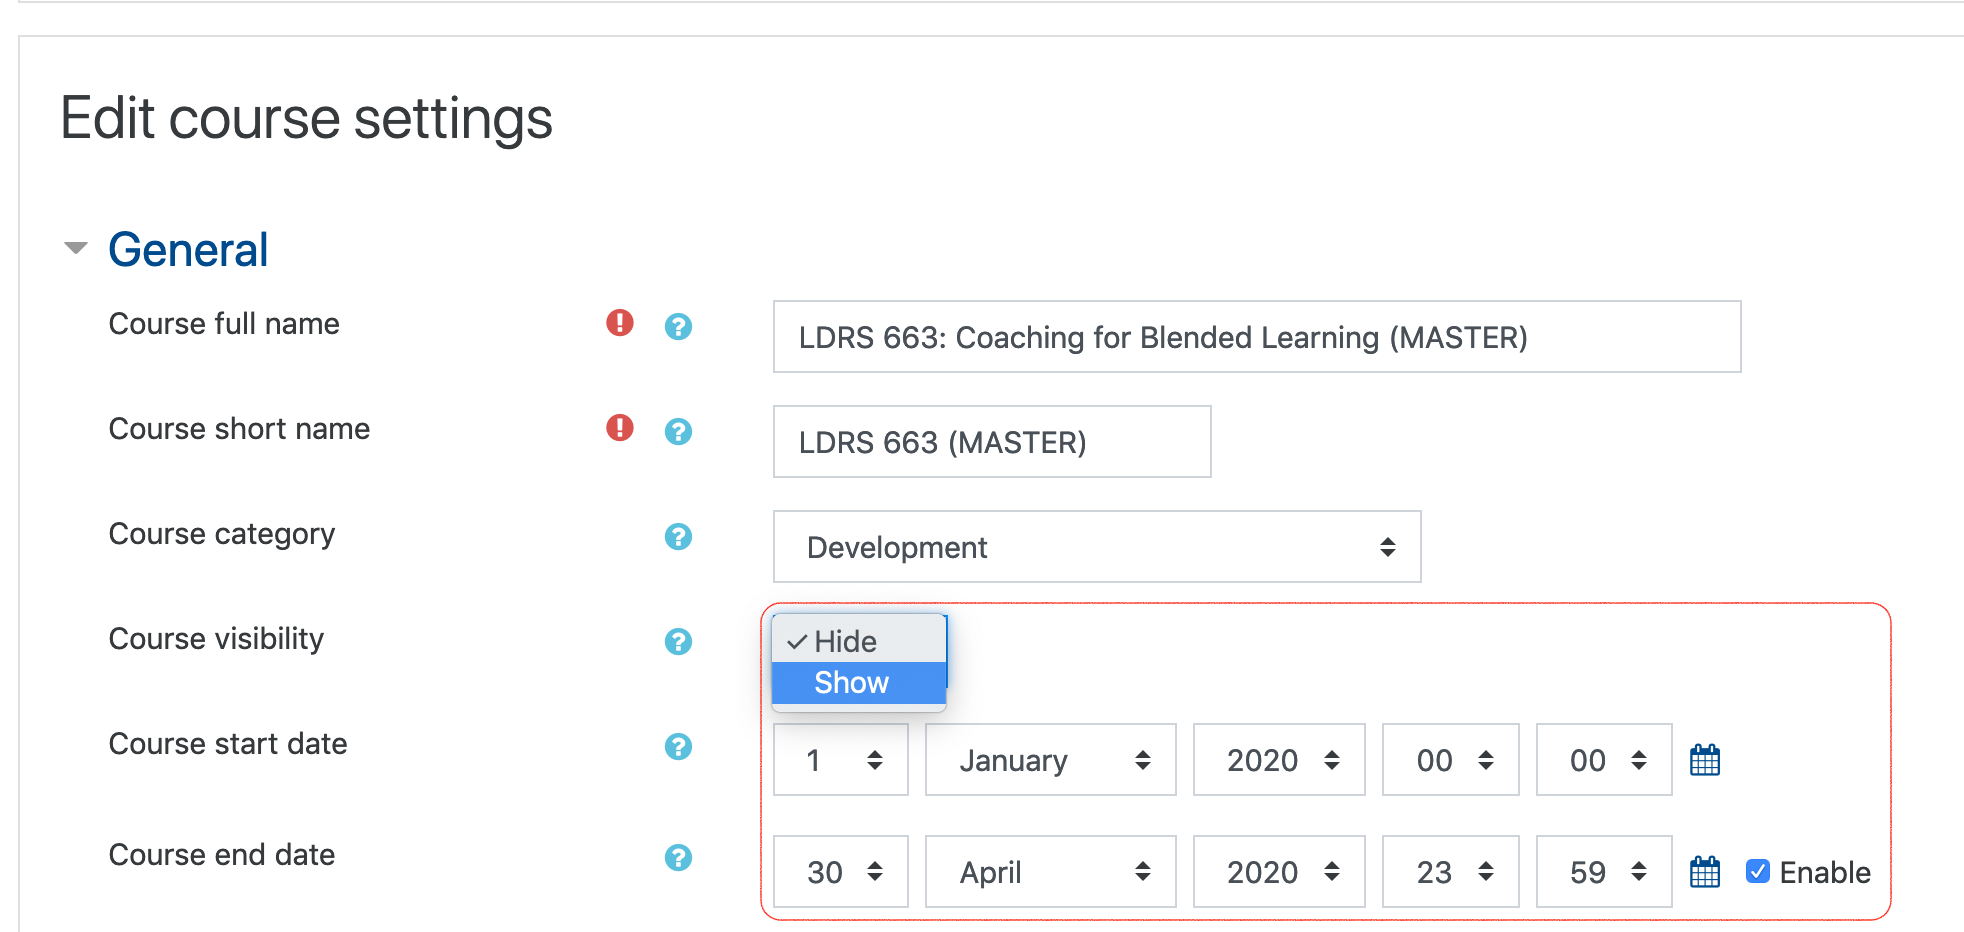 Edit course settings
General
Course full name
LDRS 663: Coaching for Blended Learning (MASTER)
Course short name
LDRS 663 (MASTER)
Course category
Development
Course visibility
Hide
Show
Course start date
1 January 2020 00 00
Course end date
30 April 2020 23 59 Enable